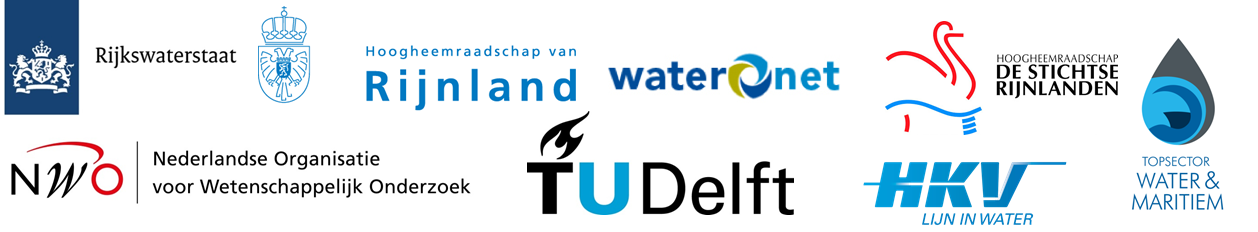 Rijkswaterstaat
Hoogheemraadschap van
Rijnland
waternet
HOOGHEEMRAADSCHAP
DE STICHTSE
RIJNLANDEN
NWO
Nederlandse Organisatie
voor Wetenschappelijk Onderzoek
TU Delft
HKV
LIJN IN WATER
TOPSECTOR
WATER &
MARITIEM